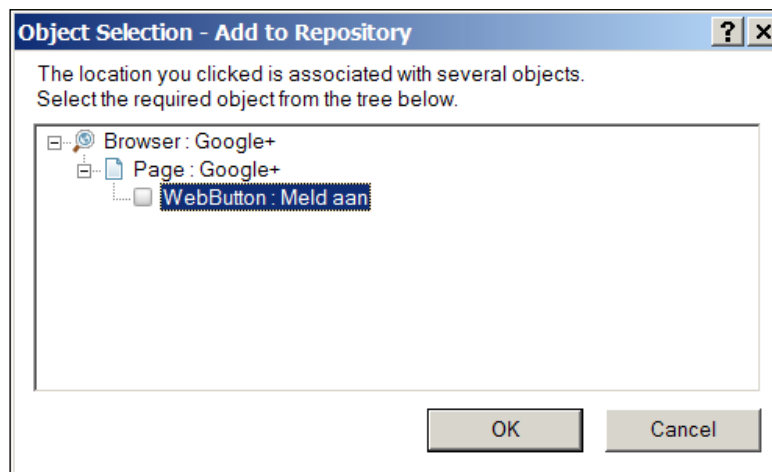 Object Selection - Add to Repository
The location you clicked is associated with several objects.
Select the required object from the tree below.
Browser : Google+
Page : Google+
WebButton : Meld aan
OK Cancel